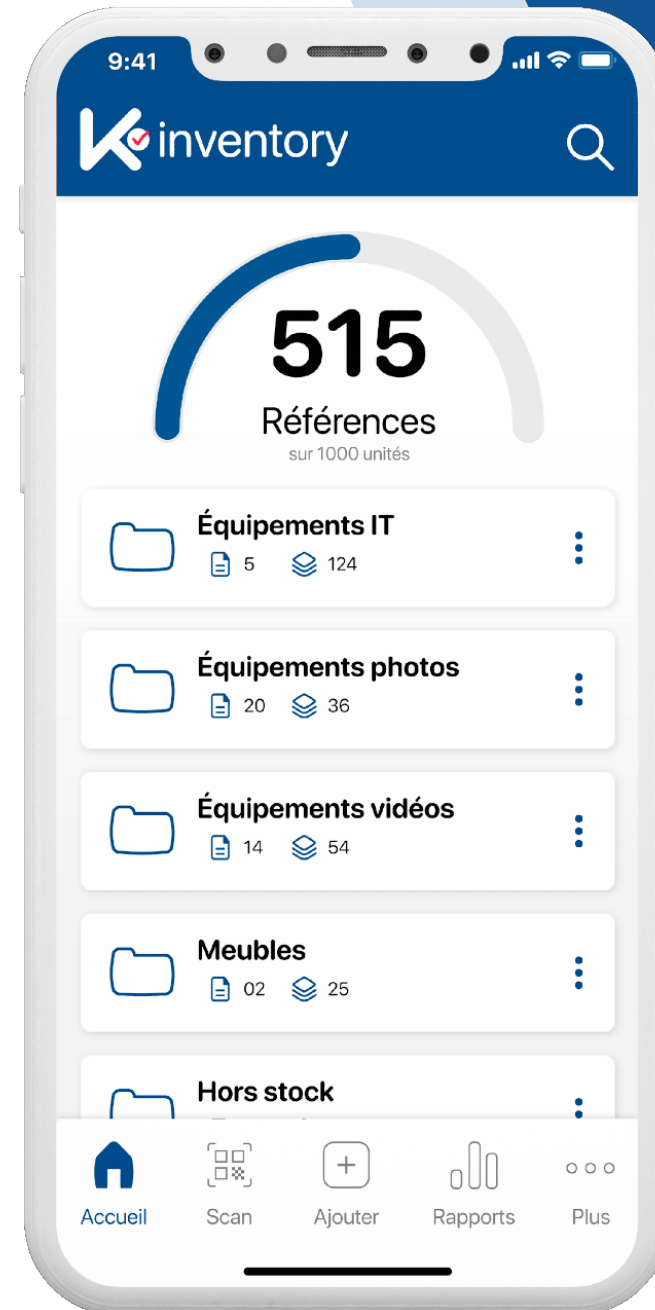 9:41
K inventory
515
Références
sur 1000 unités
Équipements IT
5 124
Équipements photos
20 36
Équipements vidéos
14 54
Meubles
02 25
Hors stock
Accueil Scan Ajouter Rapports Plus